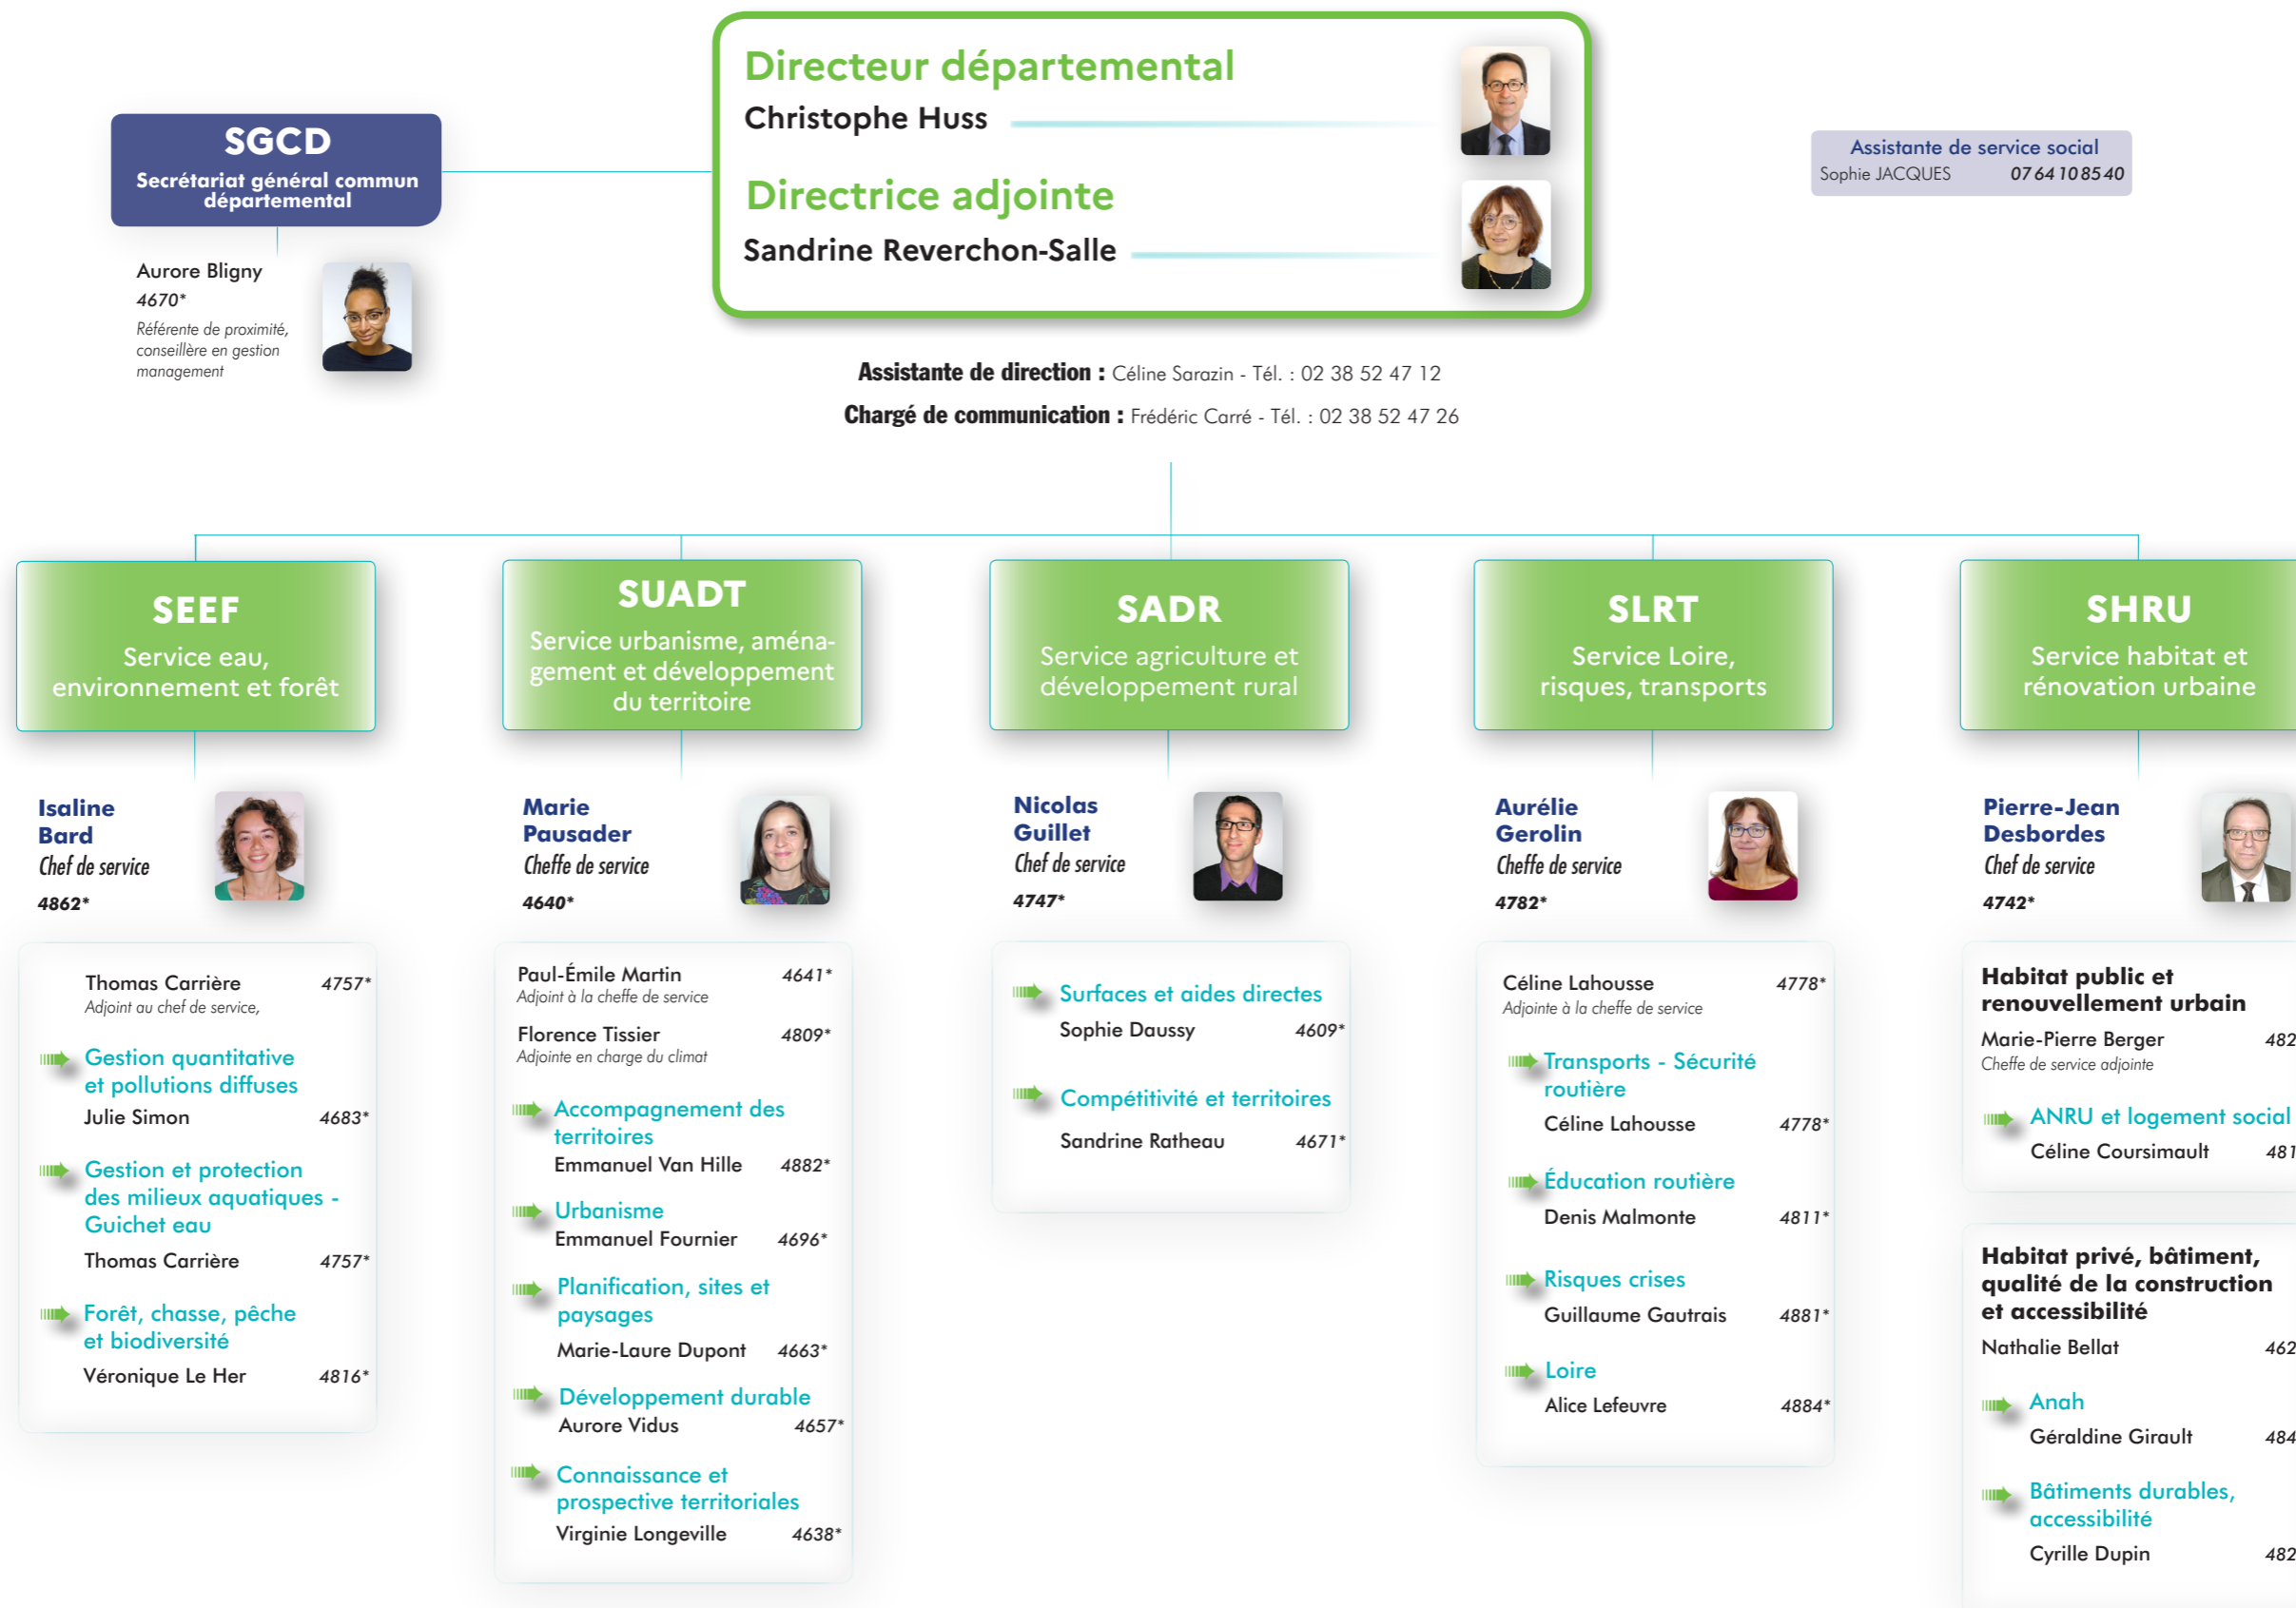 Directeur départemental
Christophe Huss
Directrice adjointe
Sandrine Reverchon-Salle
SGCD
Secrétariat général commun
départemental
Aurore Bligny
4670*
Référente de proximité,
conseillère en gestion
management
Assistante de service social
Sophie JACQUES 07 64 10 85 40
Assistante de direction : Céline Sarazin - Tél. : 02 38 52 47 12
Chargé de communication : Frédéric Carré - Tél. : 02 38 52 47 26
SEEF
Service eau,
environnement et forêt
Isaline
Bard
Chef de service
4862*
Thomas Carrière 4757*
Adjoint au chef de service,
Gestion quantitative
et pollutions diffuses
Julie Simon 4683*
Gestion et protection
des milieux aquatiques -
Guichet eau
Thomas Carrière 4757*
Forêt, chasse, pêche
et biodiversité
Véronique Le Her 4816*
SUADT
Service urbanisme, aména-
gement et développement
du territoire
Marie
Pausader
Cheffe de service
4640*
Paul-Émile Martin 4641*
Adjoint à la cheffe de service
Florence Tissier 4809*
Adjointe en charge du climat
Accompagnement des
territoires
Emmanuel Van Hille 4882*
Urbanisme
Emmanuel Fournier 4696*
Planification, sites et
paysages
Marie-Laure Dupont 4663*
Développement durable
Aurore Vidus 4657*
Connaissance et
prospective territoriales
Virginie Longeville 4638*
SADR
Service agriculture et
développement rural
Nicolas
Guillet
Chef de service
4747*
Surfaces et aides directes
Sophie Daussy 4609*
Compétitivité et territoires
Sandrine Ratheau 4671*
SLRT
Service Loire,
risques, transports
Aurélie
Gerolin
Cheffe de service
4782*
Céline Lahousse 4778*
Adjointe à la cheffe de service
Transports - Sécurité
routière
Céline Lahousse 4778*
Éducation routière
Denis Malmonte 4811*
Risques crises
Guillaume Gautrais 4881*
Loire
Alice Lefeuvre 4884*
SHRU
Service habitat et
rénovation urbaine
Pierre-Jean
Desbordes
Chef de service
4742*
Habitat public et
renouvellement urbain
Marie-Pierre Berger 482
Cheffe de service adjointe
ANRU et logement social
Céline Coursimault 481
Habitat privé, bâtiment,
qualité de la construction
et accessibilité
Nathalie Bellat 462
Anah
Géraldine Girault 484
Bâtiments durables,
accessibilité
Cyrille Dupin 482